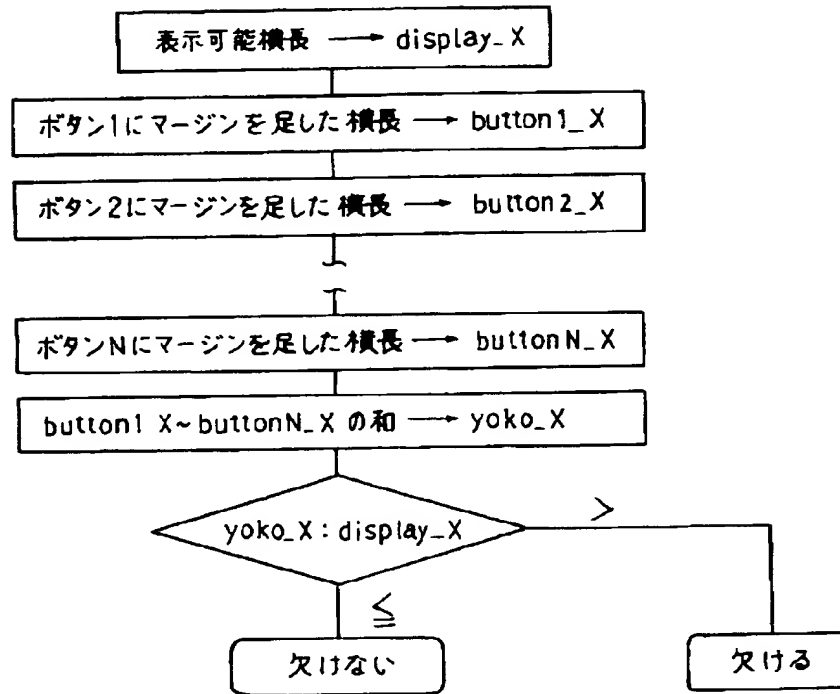 表示可能横長 → display_X
ボタン1にマージンを足した横長 → button1_X
ボタン2にマージンを足した横長 → button2_X
ボタンNにマージンを足した横長 → buttonN_X
button1 X~buttonN_X の和 → yoko_X
yoko_X : display_X
>
≦
欠けない
欠ける